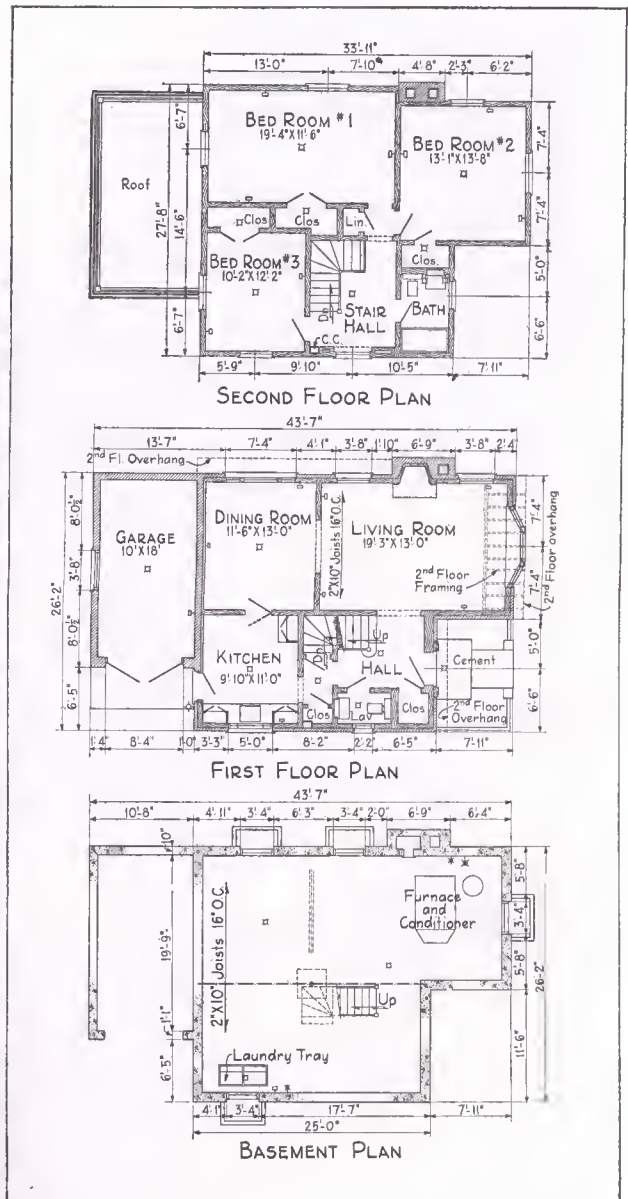 33'-11"
13'-0" 7'-10" 4'-8" 2'-3" 6'-2"
6'-7"
27'-8"
14'-6"
6'-7"
Roof
BED ROOM #1
19'-4"X11'-6"
BED ROOM #2
13'-1"X13'-8"
7'-4"
7'-4"
5'-0"
6'-6"
Clos
Clos
Lin.
Clos.
BED ROOM #3
10'-2"X12'-2"
Dn
STAIR
HALL
BATH
C.C.
5'-9" 9'-10" 10'-5" 7'-11"
SECOND FLOOR PLAN
43'-7"
13'-7" 7'-4" 4'-1" 3'-8" 1'-10" 6'-9" 3'-8" 2'-4"
2nd Fl. Overhang
26'-2"
8'-0½"
3'-8"
8'-0½"
6'-5"
GARAGE
10'X18'
DINING ROOM
11'-6"X13'-0"
2"X10" Joists 16" O.C.
LIVING ROOM
19'-3"X13'-0"
2nd Floor
Framing
7'-4"
7'-4"
2nd Floor overhang
5'-0"
6'-6"
KITCHEN
9'-10"X11'-0"
Dn
Up
HALL
Cement
Clos
Lav
Clos
2nd Floor
Overhang
1'-4" 8'-4" 1'-0" 3'-3" 5'-0" 8'-2" 2'-2" 6'-5" 7'-11"
FIRST FLOOR PLAN
43'-7"
10'-8" 4'-11" 3'-4" 6'-3" 3'-4" 2'-0" 6'-9" 6'-4"
10"
19'-9"
1'-1"
6'-5"
2"X10" Joists 16" O.C.
Furnace
and
Conditioner
5'-8"
3'-4"
5'-8"
26'-2"
11'-6"
Up
Laundry Tray
4'-1" 3'-4" 17'-7" 7'-11"
25'-0"
BASEMENT PLAN